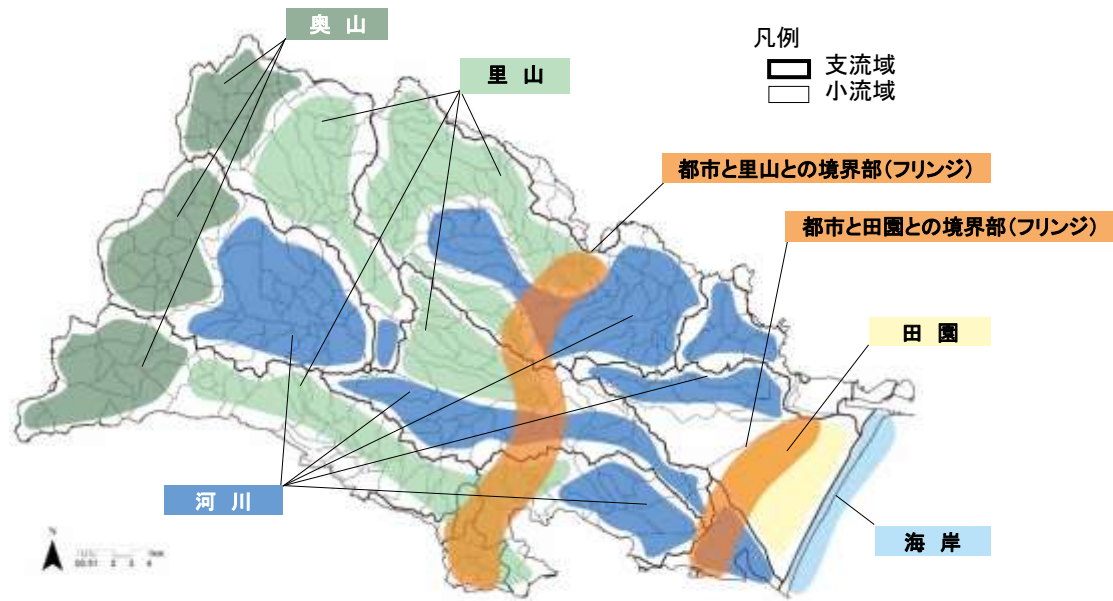 奥 山
凡例
支流域
小流域
里 山
都市と里山との境界部(フリンジ)
都市と田園との境界部(フリンジ)
田 園
河 川
海 岸
N